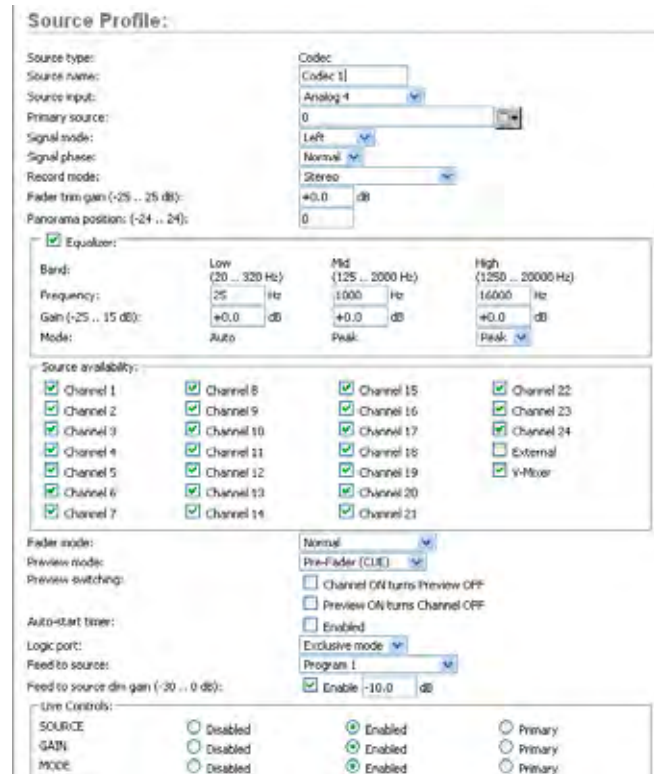 Source Profile:
Source type: Codec
Source name: Codec 1
Source input: Analog 4
Primary source: 0
Signal mode: Left
Signal phase: Normal
Record mode: Stereo
Fader trim gain (-25 .. 25 dB): +0.0 dB
Panorama position: (-24 .. 24): 0
Equalizer:
Band: Low (20 .. 320 Hz) Mid (125 .. 2000 Hz) High (1250 .. 20000 Hz)
Frequency: 25 Hz 1000 Hz 16000 Hz
Gain (-25 .. 15 dB): +0.0 dB +0.0 dB +0.0 dB
Mode: Auto Peak Peak
Source availability:
Channel 1 Channel 8 Channel 15 Channel 22
Channel 2 Channel 9 Channel 16 Channel 23
Channel 3 Channel 10 Channel 17 Channel 24
Channel 4 Channel 11 Channel 18 External
Channel 5 Channel 12 Channel 19 V-Mixer
Channel 6 Channel 13 Channel 20
Channel 7 Channel 14 Channel 21
Fader mode: Normal
Preview mode: Pre-Fader (CUE)
Preview switching: Channel ON turns Preview OFF
Preview ON turns Channel OFF
Auto-start timer: Enabled
Logic port: Exclusive mode
Feed to source: Program 1
Feed to source dim gain (-30 .. 0 dB): Enable -10.0 dB
Live Controls:
SOURCE Disabled Enabled Primary
GAIN Disabled Enabled Primary
MODE Disabled Enabled Primary